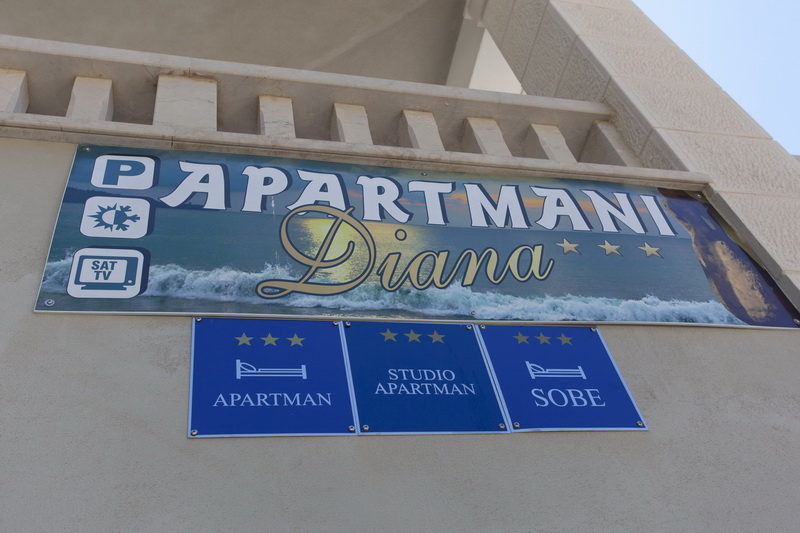 P
APARTMANI
Diana
SAT
TV
APARTMAN
STUDIO
APARTMAN
SOBE